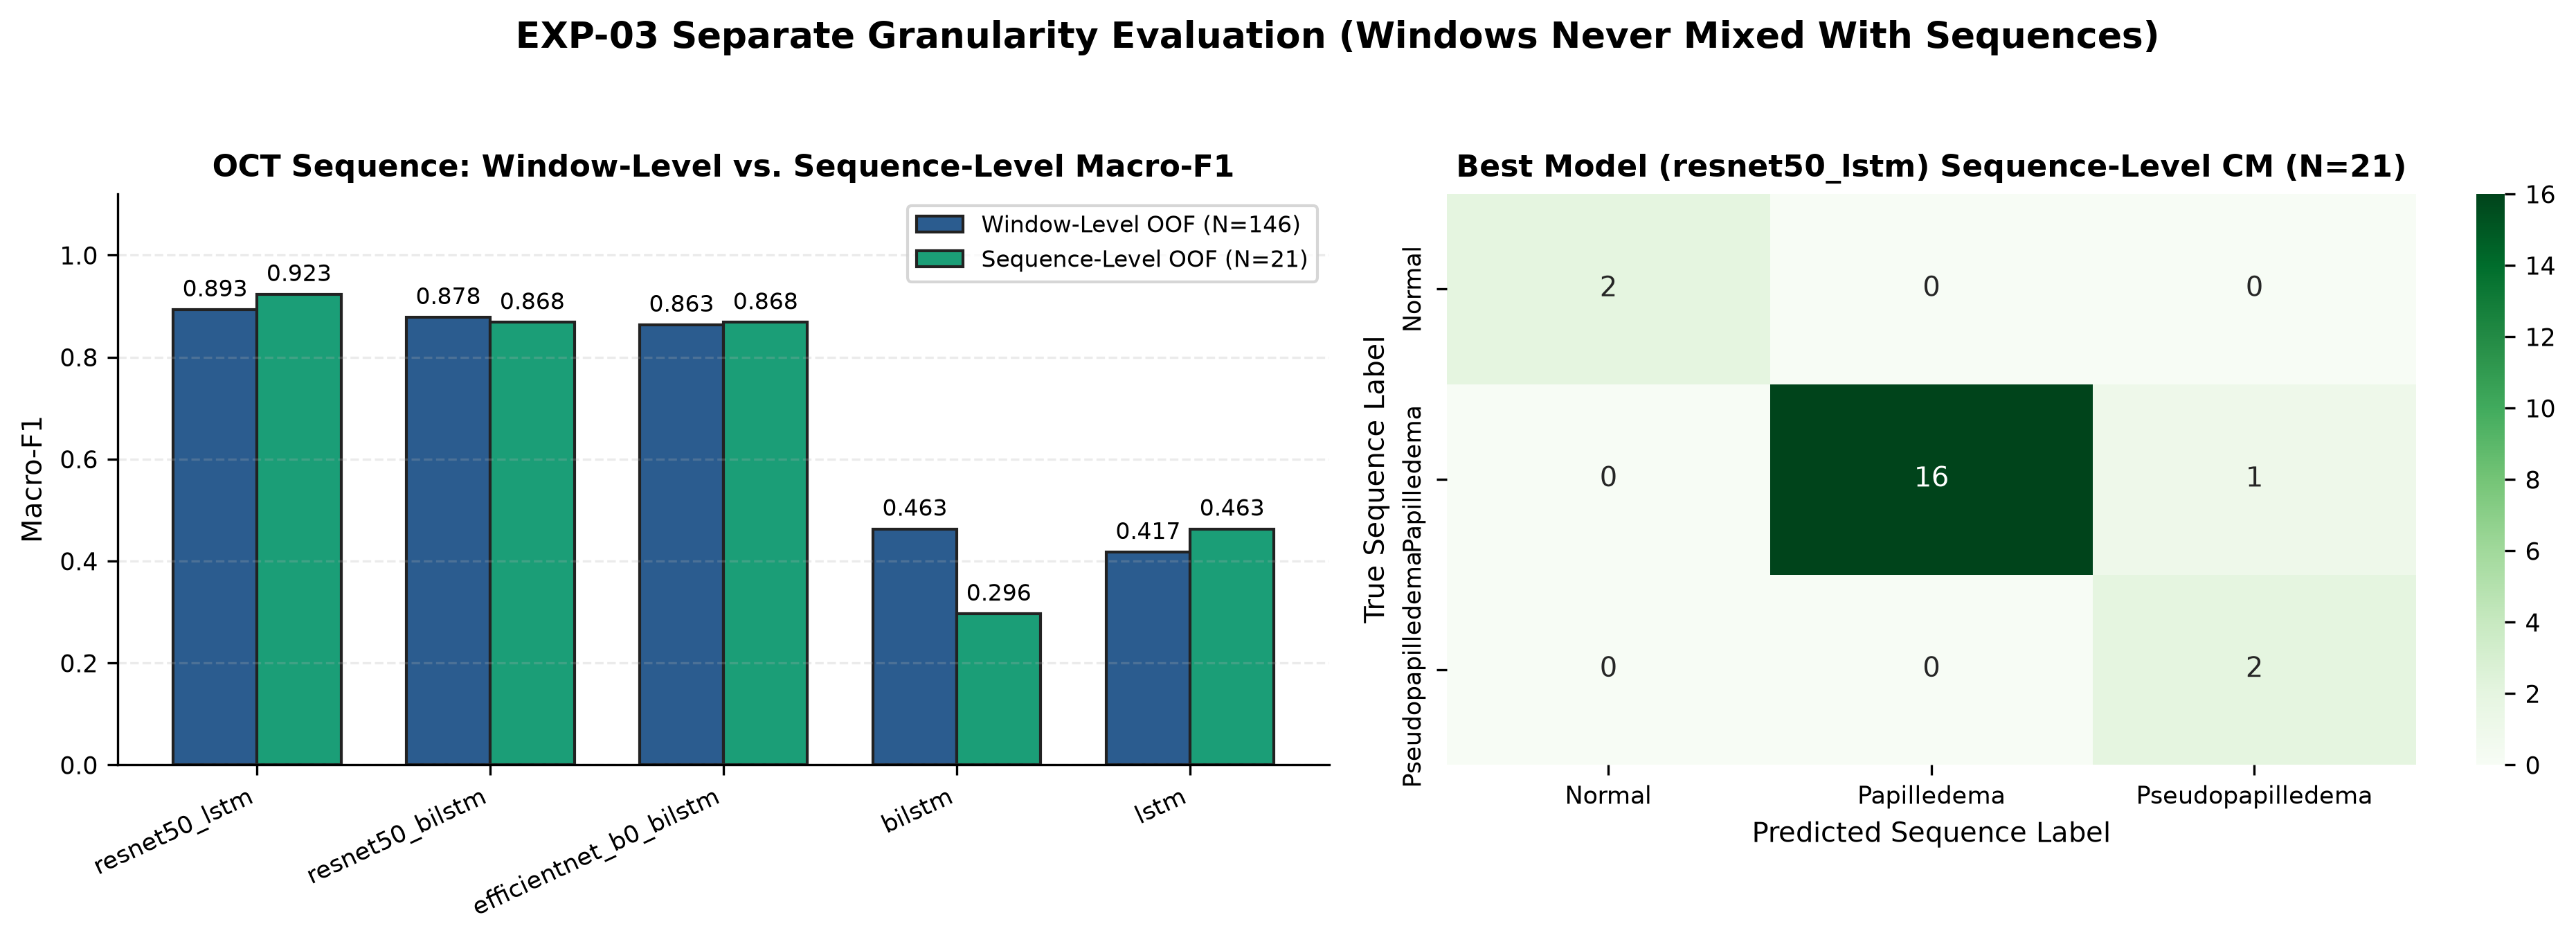 EXP-03 Separate Granularity Evaluation (Windows Never Mixed With Sequences)
OCT Sequence: Window-Level vs. Sequence-Level Macro-F1
Window-Level OOF (N=146)
Sequence-Level OOF (N=21)
Macro-F1
1.0
0.8
0.6
0.4
0.2
0.0
0.893
0.923
0.878
0.868
0.863
0.868
0.463
0.296
0.417
0.463
resnet50_lstm
resnet50_bilstm
efficientnet_b0_bilstm
bilstm
lstm
Best Model (resnet50_lstm) Sequence-Level CM (N=21)
True Sequence Label
Normal
Papilledema
Pseudopapilledema
2 0 0
0 16 1
0 0 2
Normal Papilledema Pseudopapilledema
Predicted Sequence Label
16
14
12
10
8
6
4
2
0